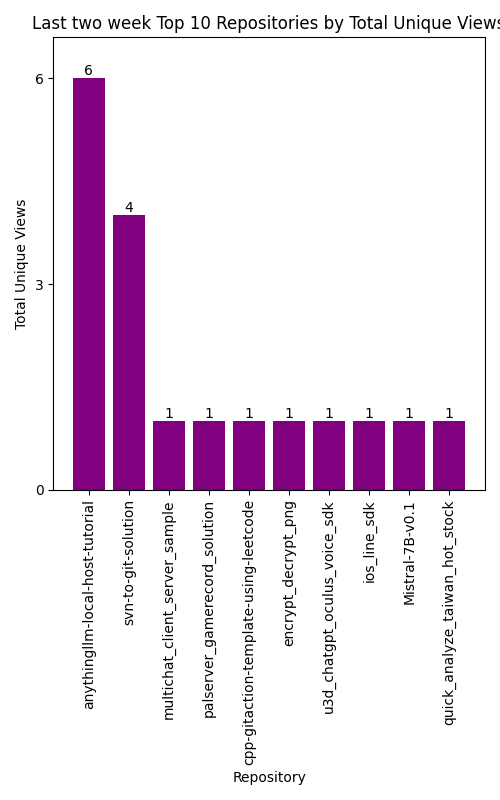 Last two week Top 10 Repositories by Total Unique Views
Total Unique Views
6
3
0
6
4
1
1
1
1
1
1
1
1
anythingllm-local-host-tutorial
svn-to-git-solution
multichat_client_server_sample
palserver_gamerecord_solution
cpp-gitaction-template-using-leetcode
encrypt_decrypt_png
u3d_chatgpt_oculus_voice_sdk
ios_line_sdk
Mistral-7B-v0.1
quick_analyze_taiwan_hot_stock
Repository